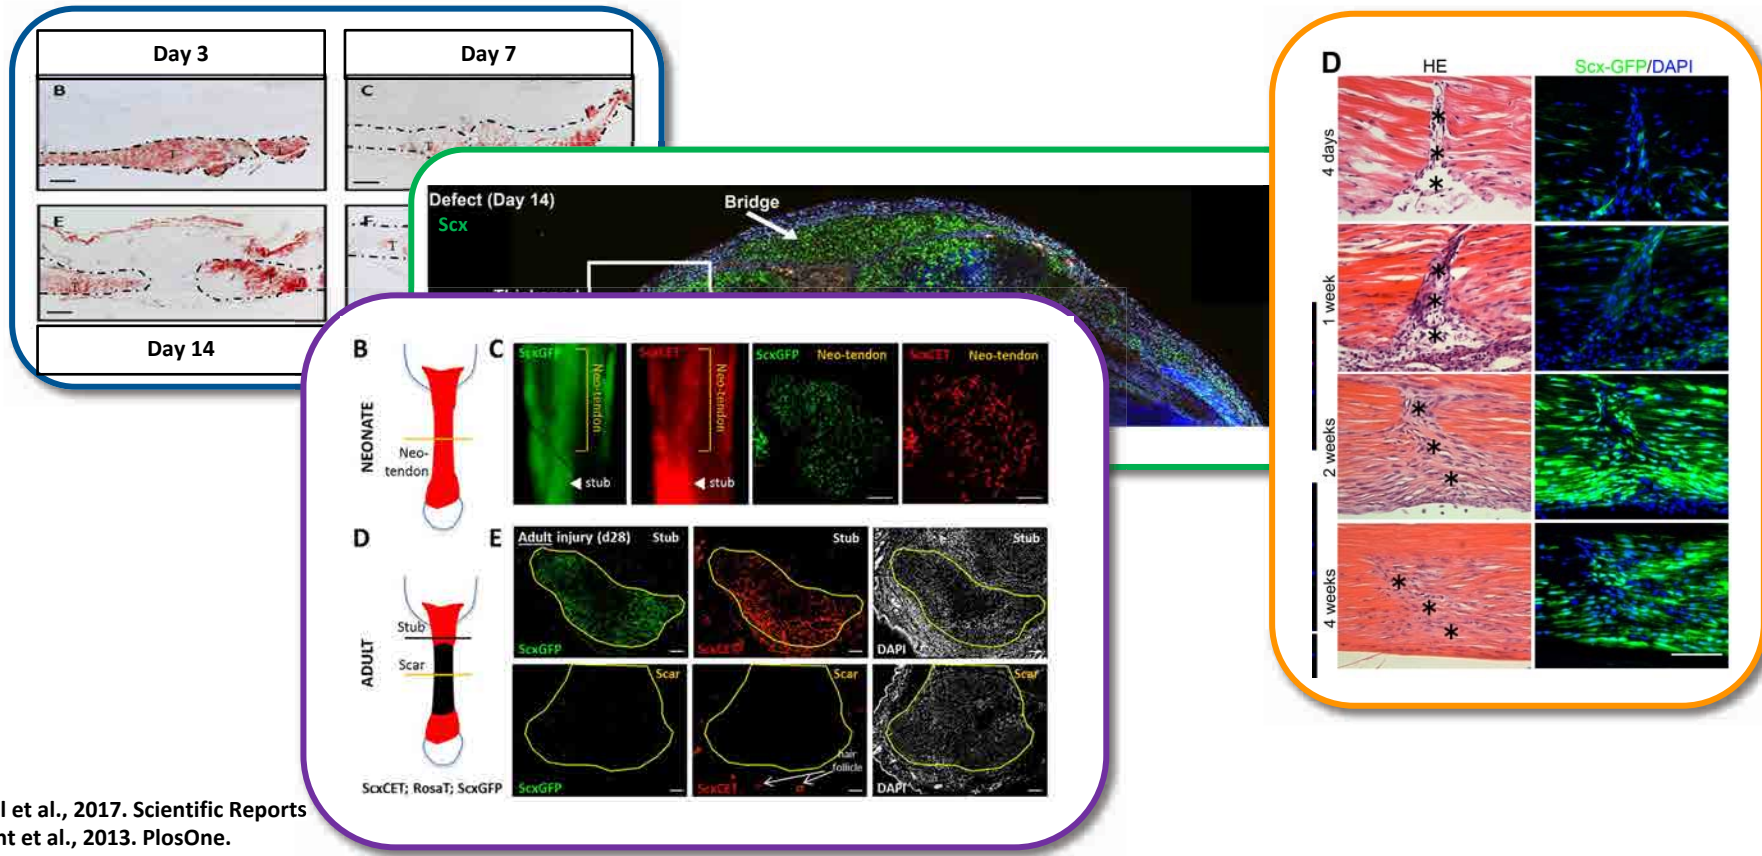 Day 3
Day 7
B
C
T
E
F
T
T
Day 14
Defect (Day 14)
Scx
Bridge
B
NEONATE
Neo-
tendon
C
ScxGFP
Neo-tendon
stub
ScxCET
Neo-tendon
stub
ScxGFP
Neo-tendon
ScxCET
Neo-tendon
D
ADULT
Stub
Scar
ScxCET; RosaT; ScxGFP
E
Adult injury (d28)
Stub
ScxGFP
Stub
ScxCET
Stub
DAPI
Scar
ScxGFP
Scar
hair
follicle
ScxCET
Scar
DAPI
D
HE
Scx-GFP/DAPI
4 days
1 week
2 weeks
4 weeks
l et al., 2017. Scientific Reports
nt et al., 2013. PlosOne.